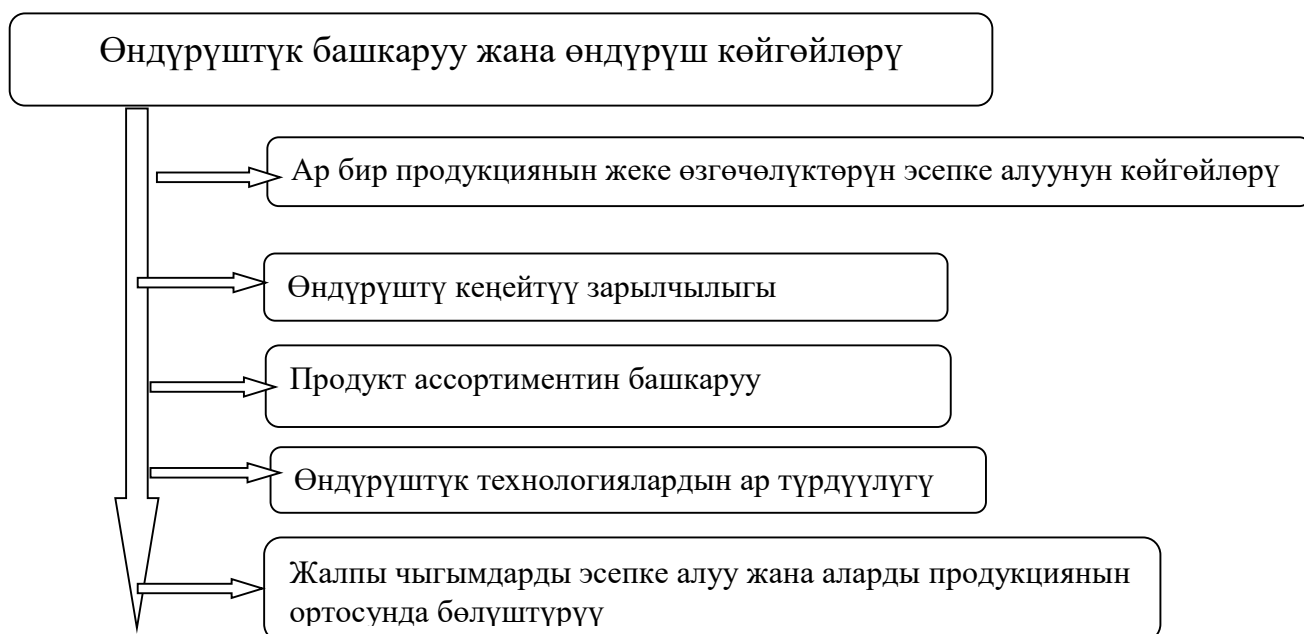 Өндүрүштүк башкаруу жана өндүрүш көйгөйлөрү
Ар бир продукциянын жеке өзгөчөлүктөрүн эсепке алуунун көйгөйлөрү
Өндүрүштү кеңейтүү зарылчылыгы
Продукт ассортиментин башкаруу
Өндүрүштүк технологиялардын ар түрдүүлүгү
Жалпы чыгымдарды эсепке алуу жана аларды продукциянын
ортосунда бөлүштүрүү